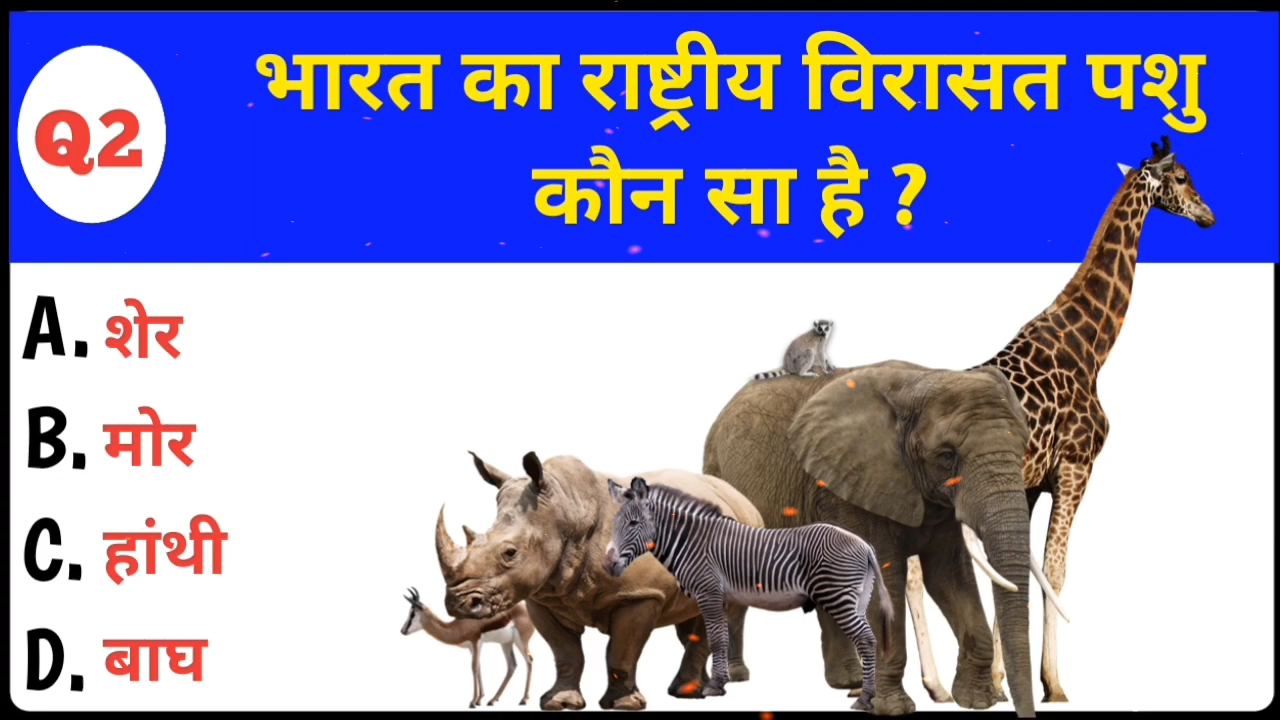 Q2
भारत का राष्ट्रीय विरासत पशु
कौन सा है ?
A. शेर
B. मोर
C. हांथी
D. बाघ